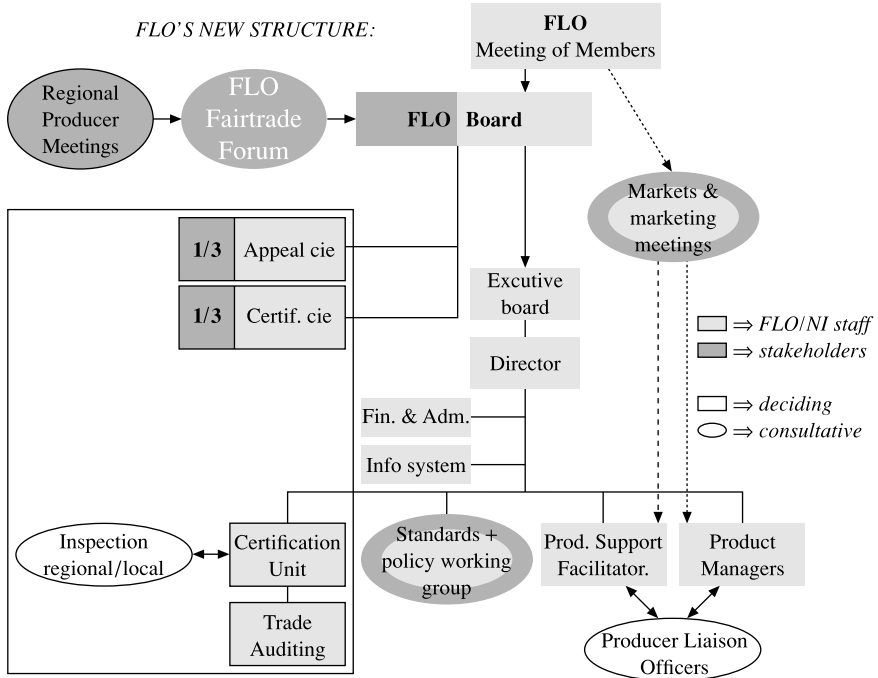 FLO'S NEW STRUCTURE:
FLO
Meeting of Members
Regional
Producer
Meetings
FLO
Fairtrade
Forum
FLO Board
Markets &
marketing
meetings
1/3 Appeal cie
1/3 Certif. cie
Excutive
board
Director
⇒ FLO/NI staff
⇒ stakeholders
⇒ deciding
⇒ consultative
Fin. & Adm.
Info system
Inspection
regional/local
Certification
Unit
Standards +
policy working
group
Prod. Support
Facilitator.
Product
Managers
Trade
Auditing
Producer Liaison
Officers